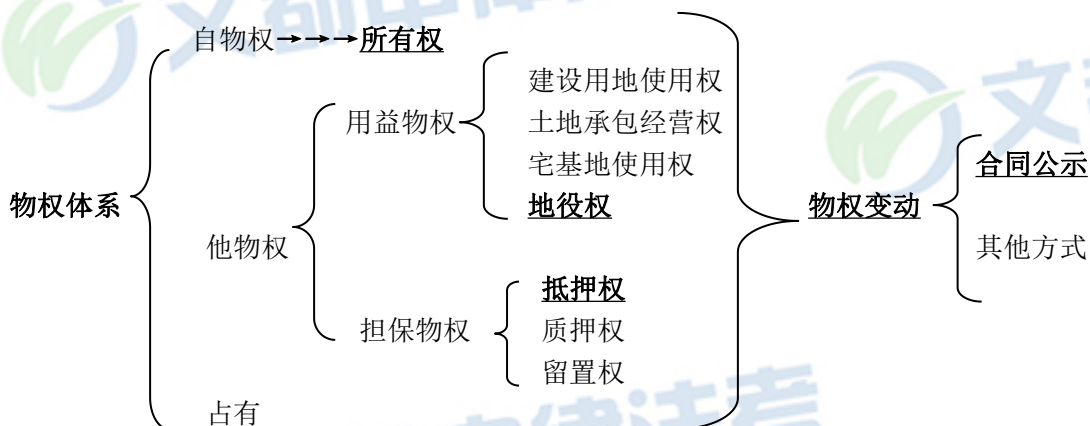 自物权→→→所有权
建设用地使用权
用益物权
土地承包经营权
宅基地使用权
合同公示
物权体系
地役权
物权变动
他物权
其他方式
抵押权
担保物权
质押权
留置权
占有